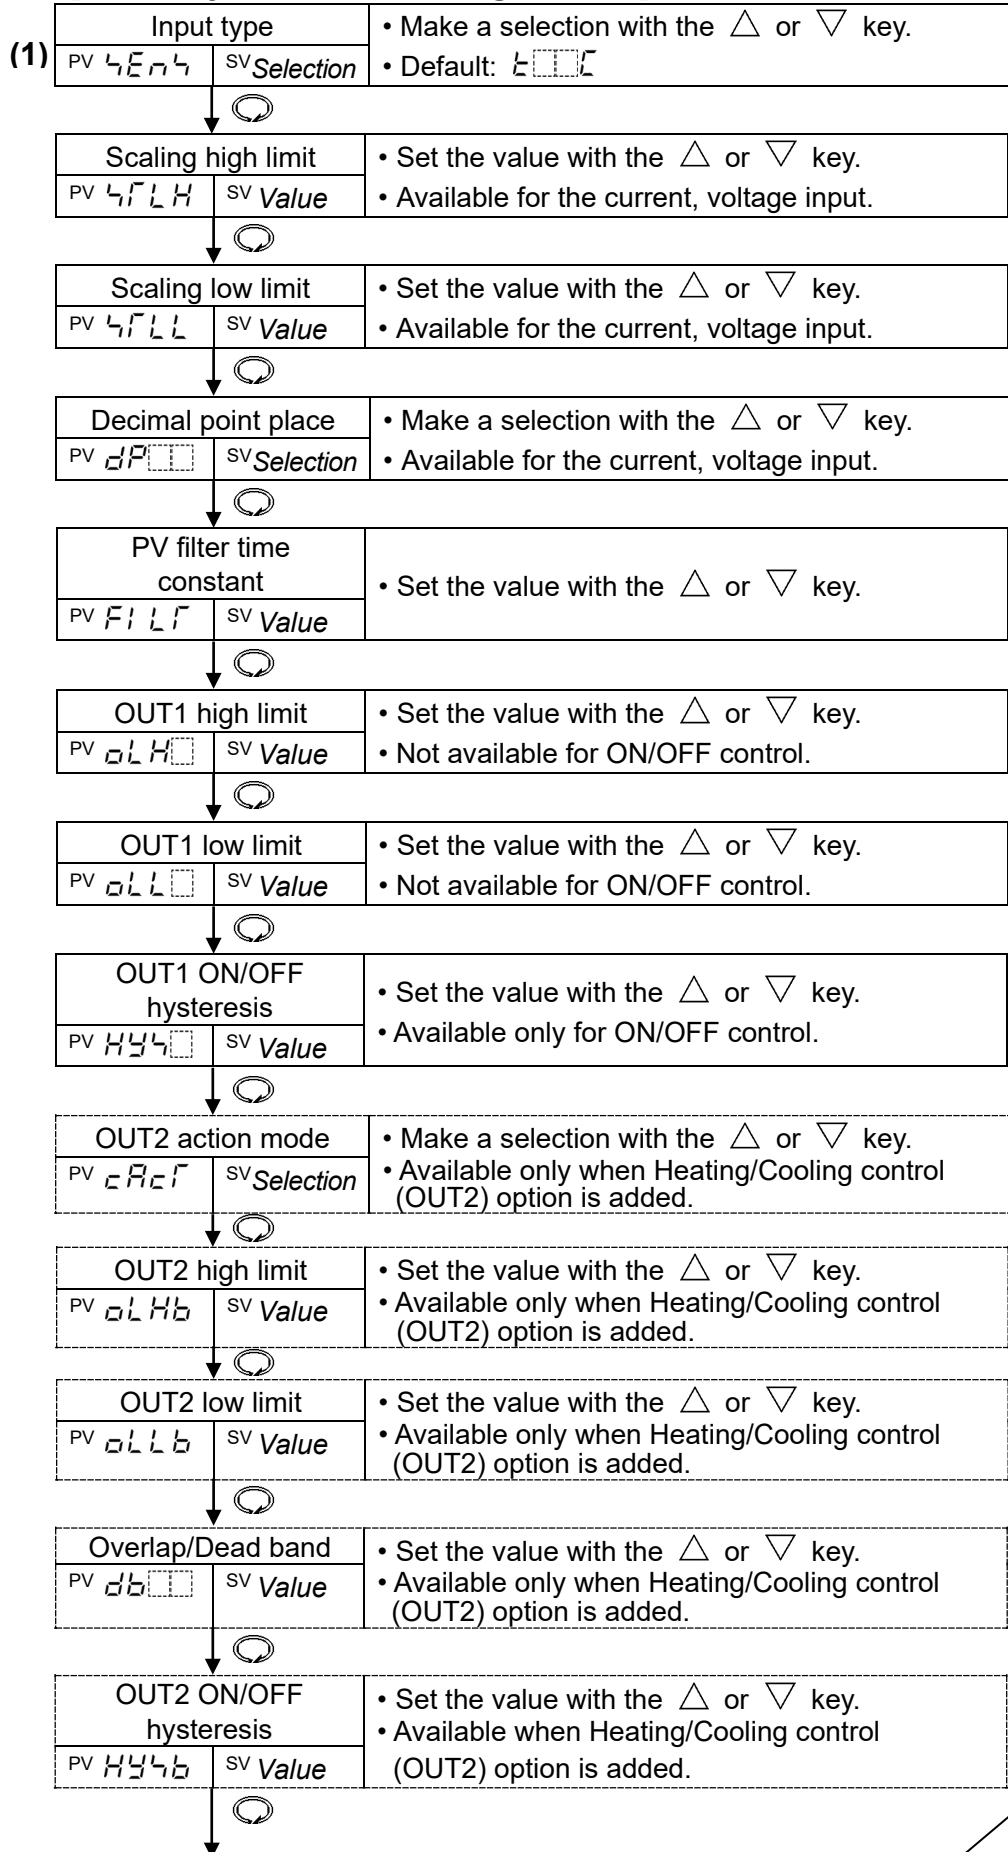 Input type
• Make a selection with the △ or ▽ key.
(1)
PV SEnS
SV Selection
• Default: E□□C
Scaling high limit
• Set the value with the △ or ▽ key.
PV STLH
SV Value
• Available for the current, voltage input.
Scaling low limit
• Set the value with the △ or ▽ key.
PV STLL
SV Value
• Available for the current, voltage input.
Decimal point place
• Make a selection with the △ or ▽ key.
PV dP□□
SV Selection
• Available for the current, voltage input.
PV filter time
constant
• Set the value with the △ or ▽ key.
PV FILT
SV Value
OUT1 high limit
• Set the value with the △ or ▽ key.
PV oLH□
SV Value
• Not available for ON/OFF control.
OUT1 low limit
• Set the value with the △ or ▽ key.
PV oLL□
SV Value
• Not available for ON/OFF control.
OUT1 ON/OFF
hysteresis
• Set the value with the △ or ▽ key.
• Available only for ON/OFF control.
PV HYS□
SV Value
OUT2 action mode
• Make a selection with the △ or ▽ key.
PV cAcT
SV Selection
• Available only when Heating/Cooling control
(OUT2) option is added.
OUT2 high limit
• Set the value with the △ or ▽ key.
PV oLHb
SV Value
• Available only when Heating/Cooling control
(OUT2) option is added.
OUT2 low limit
• Set the value with the △ or ▽ key.
PV oLLb
SV Value
• Available only when Heating/Cooling control
(OUT2) option is added.
Overlap/Dead band
• Set the value with the △ or ▽ key.
PV db□□
SV Value
• Available only when Heating/Cooling control
(OUT2) option is added.
OUT2 ON/OFF
hysteresis
• Set the value with the △ or ▽ key.
• Available when Heating/Cooling control
PV HYSb
SV Value
(OUT2) option is added.